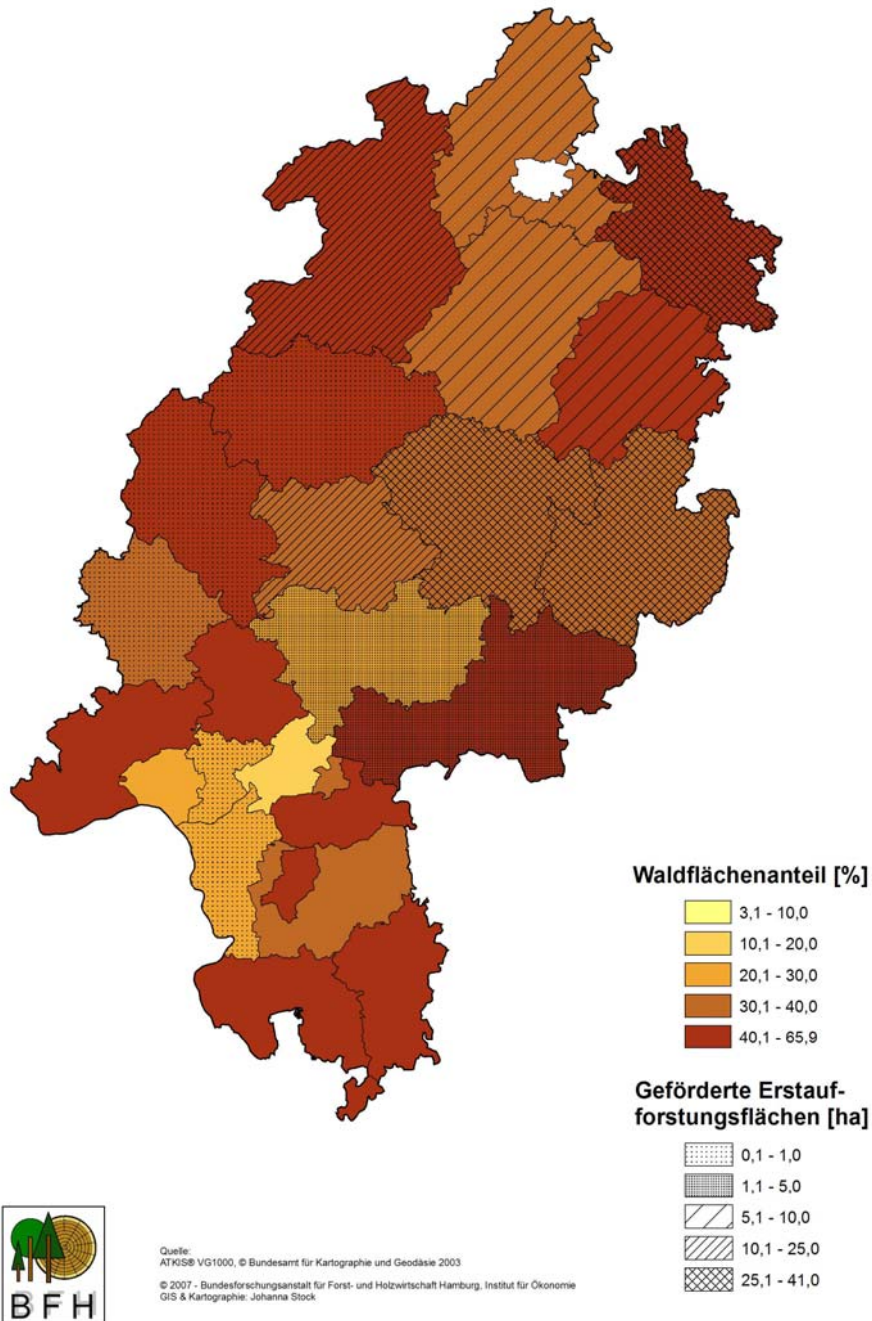 Waldflächenanteil [%]
3,1 - 10,0
10,1 - 20,0
20,1 - 30,0
30,1 - 40,0
40,1 - 65,9
Geförderte Erstauf-
forstungsflächen [ha]
0,1 - 1,0
1,1 - 5,0
5,1 - 10,0
10,1 - 25,0
25,1 - 41,0
BFH
Quelle:
ATKIS® VG1000, © Bundesamt für Kartographie und Geodäsie 2003
© 2007 - Bundesforschungsanstalt für Forst- und Holzwirtschaft Hamburg, Institut für Ökonomie
GIS & Kartographie: Johanna Stock